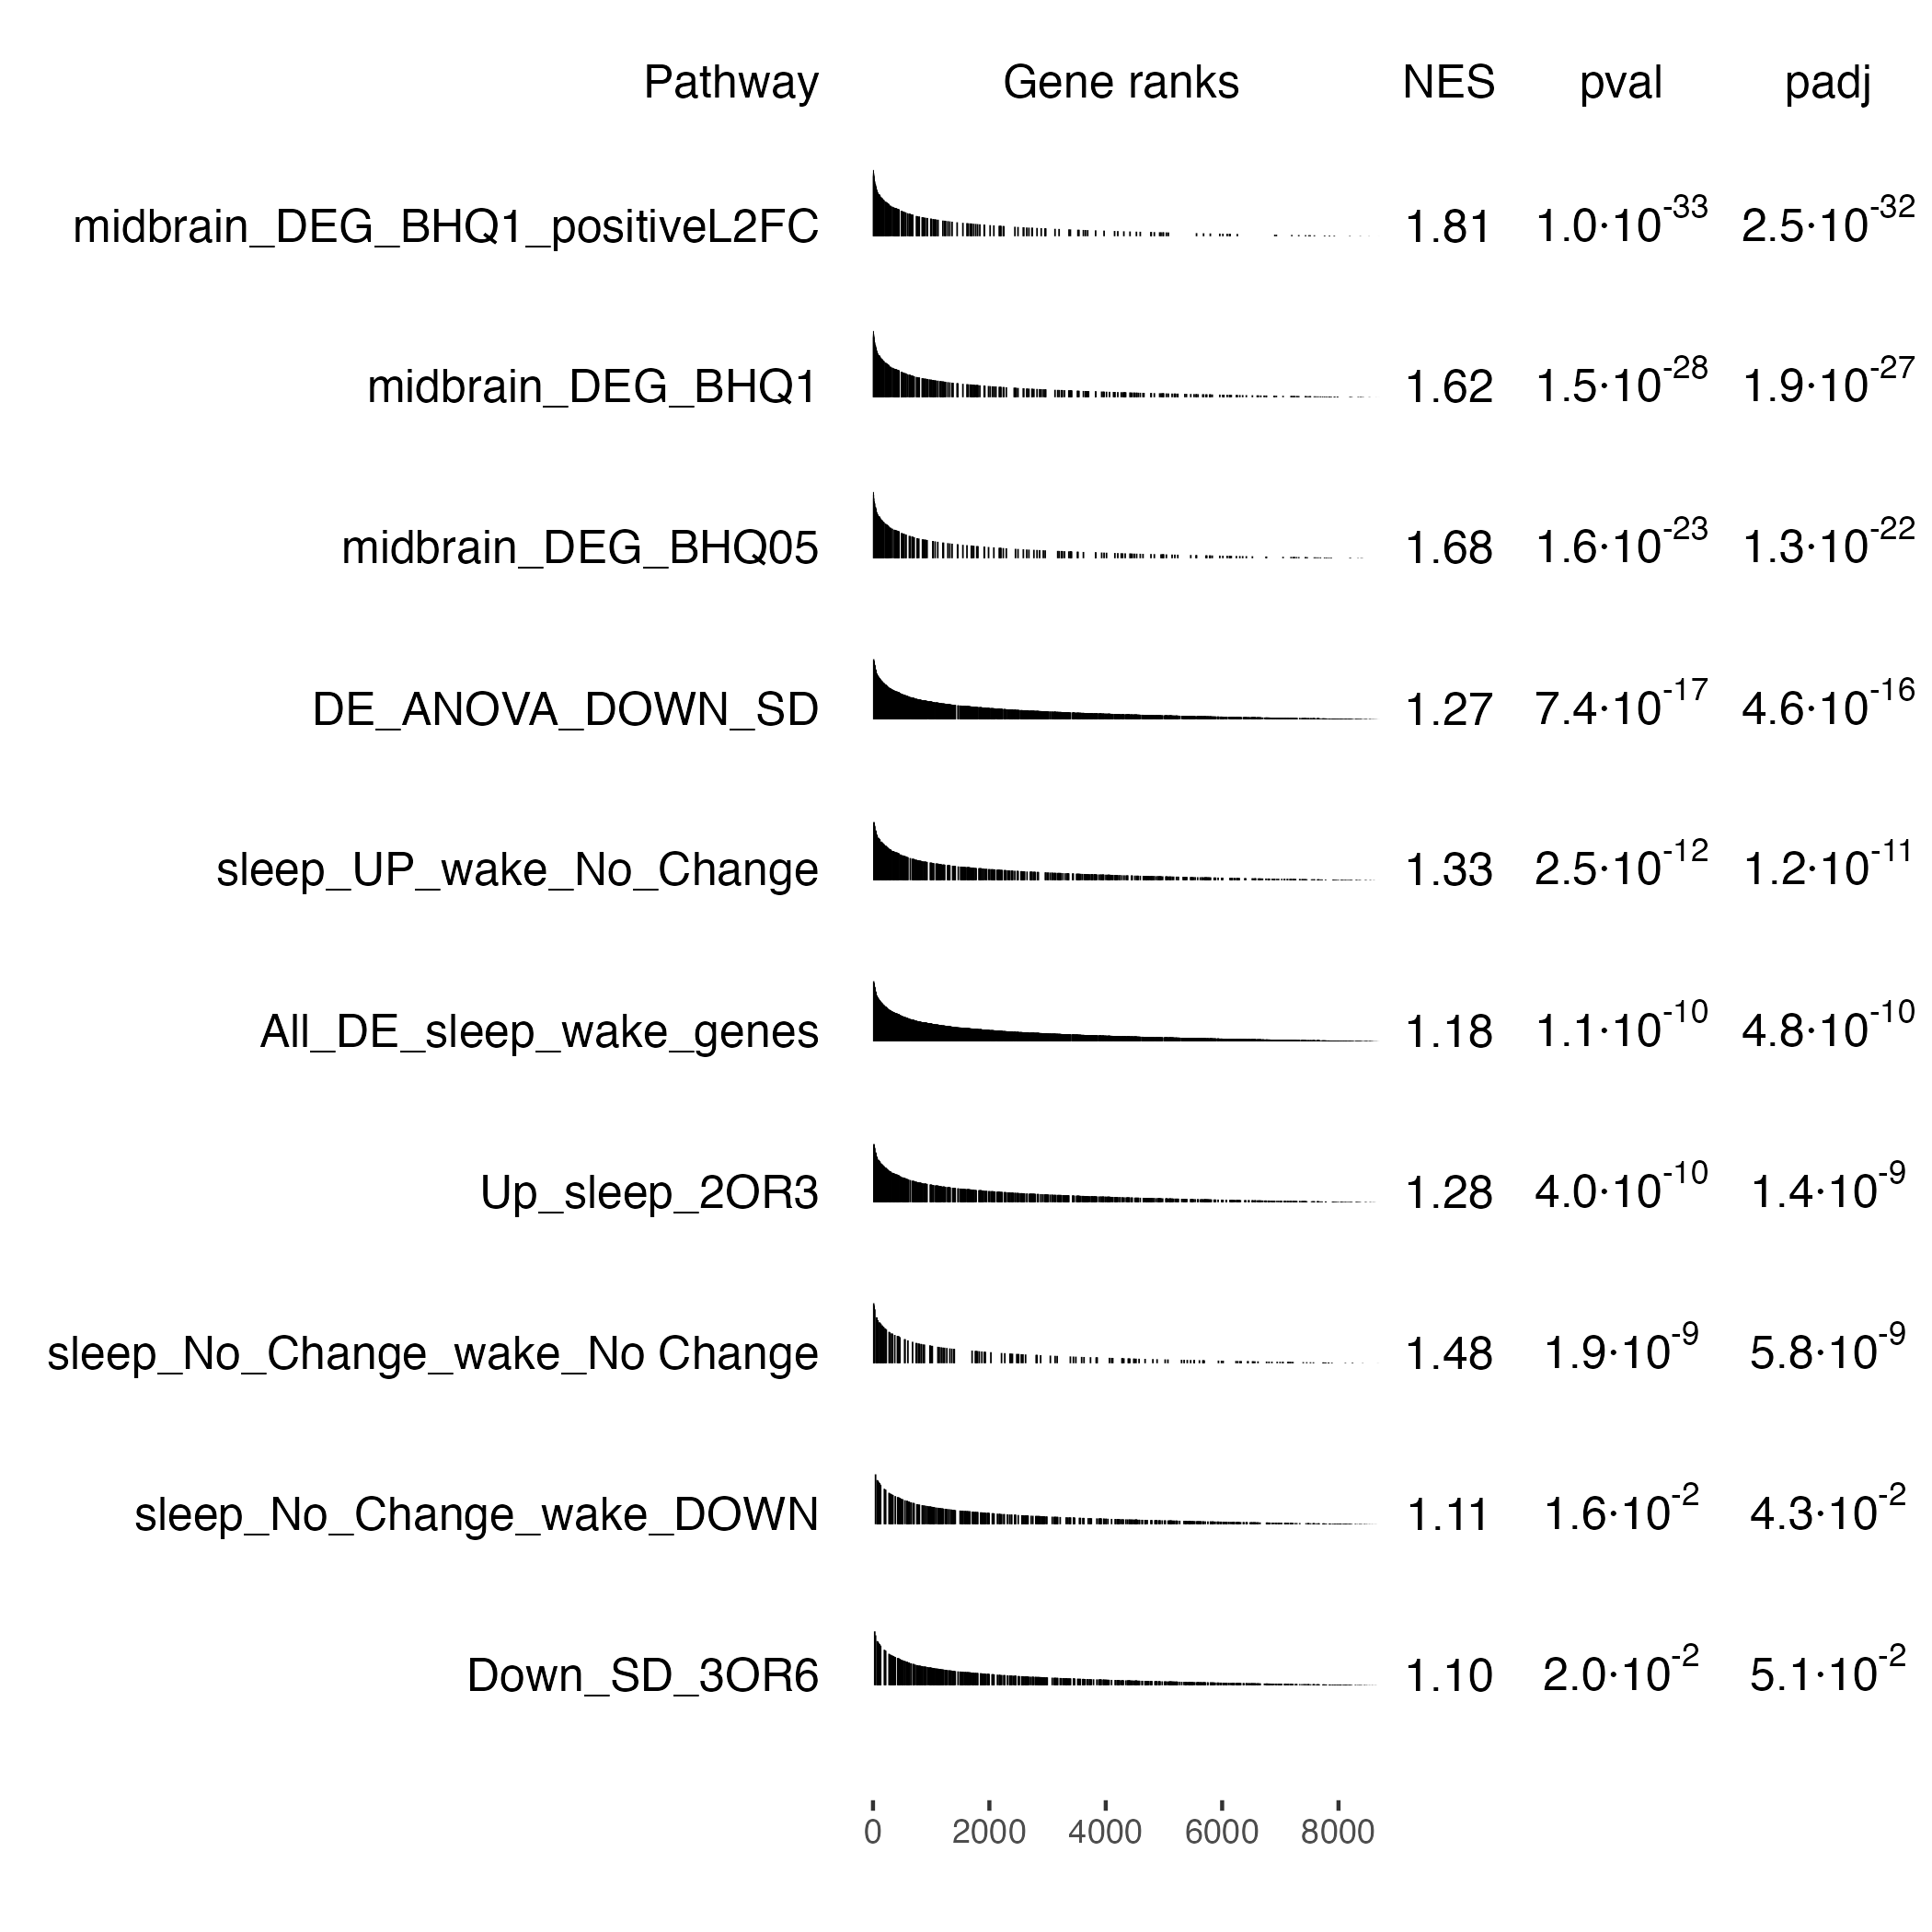 Pathway Gene ranks NES pval padj
midbrain_DEG_BHQ1_positiveL2FC 1.81 1.0·10^-33 2.5·10^-32
midbrain_DEG_BHQ1 1.62 1.5·10^-28 1.9·10^-27
midbrain_DEG_BHQ05 1.68 1.6·10^-23 1.3·10^-22
DE_ANOVA_DOWN_SD 1.27 7.4·10^-17 4.6·10^-16
sleep_UP_wake_No_Change 1.33 2.5·10^-12 1.2·10^-11
All_DE_sleep_wake_genes 1.18 1.1·10^-10 4.8·10^-10
Up_sleep_2OR3 1.28 4.0·10^-10 1.4·10^-9
sleep_No_Change_wake_No Change 1.48 1.9·10^-9 5.8·10^-9
sleep_No_Change_wake_DOWN 1.11 1.6·10^-2 4.3·10^-2
Down_SD_3OR6 1.10 2.0·10^-2 5.1·10^-2
0 2000 4000 6000 8000